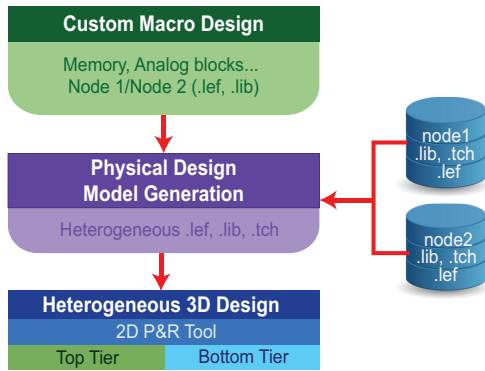 Custom Macro Design
Memory, Analog blocks...
Node 1/Node 2 (.lef, .lib)
Physical Design
Model Generation
Heterogeneous .lef, .lib, .tch
node1
.lib, .tch
.lef
node2
.lib, .tch
.lef
Heterogeneous 3D Design
2D P&R Tool
Top Tier
Bottom Tier